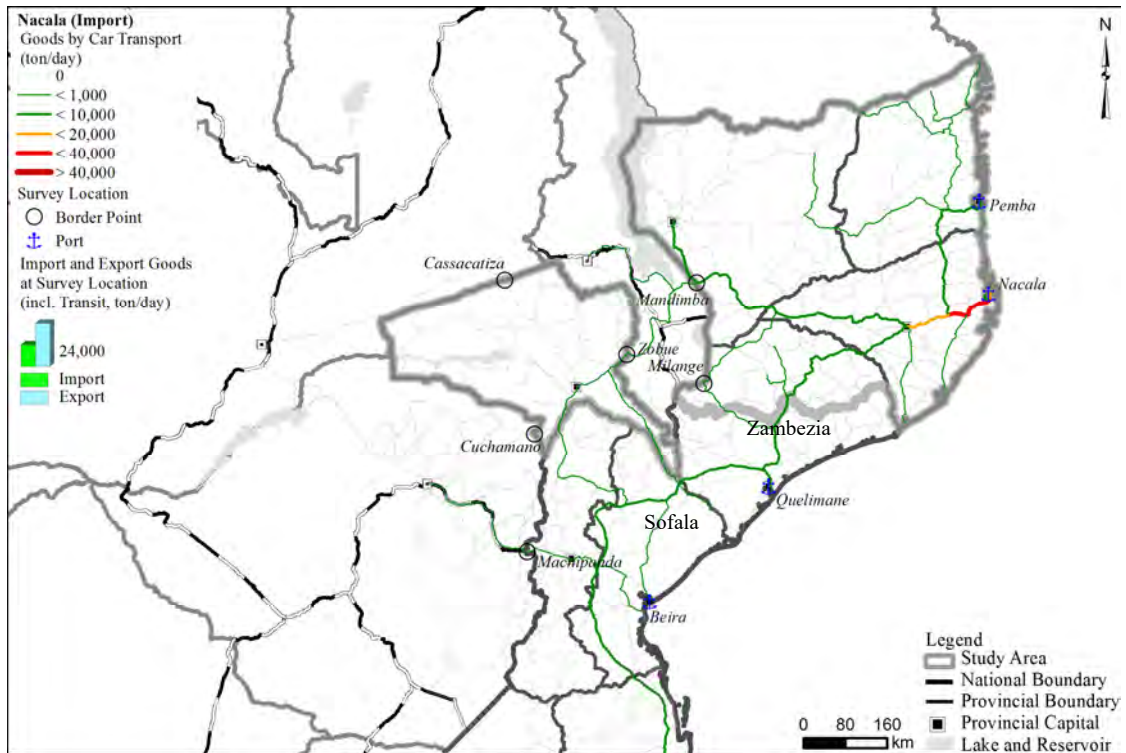 Nacala (Import)
Goods by Car Transport
(ton/day)
0
< 1,000
< 10,000
< 20,000
< 40,000
> 40,000
Survey Location
Border Point
Port
Import and Export Goods
at Survey Location
(incl. Transit, ton/day)
24,000
Import
Export
N
Pemba
Nacala
Cassacatiza
Mandimba
Zobue
Milange
Zambezia
Cuchamano
Quelimane
Sofala
Machipanda
Beira
Legend
Study Area
National Boundary
Provincial Boundary
Provincial Capital
Lake and Reservoir
0 80 160
km